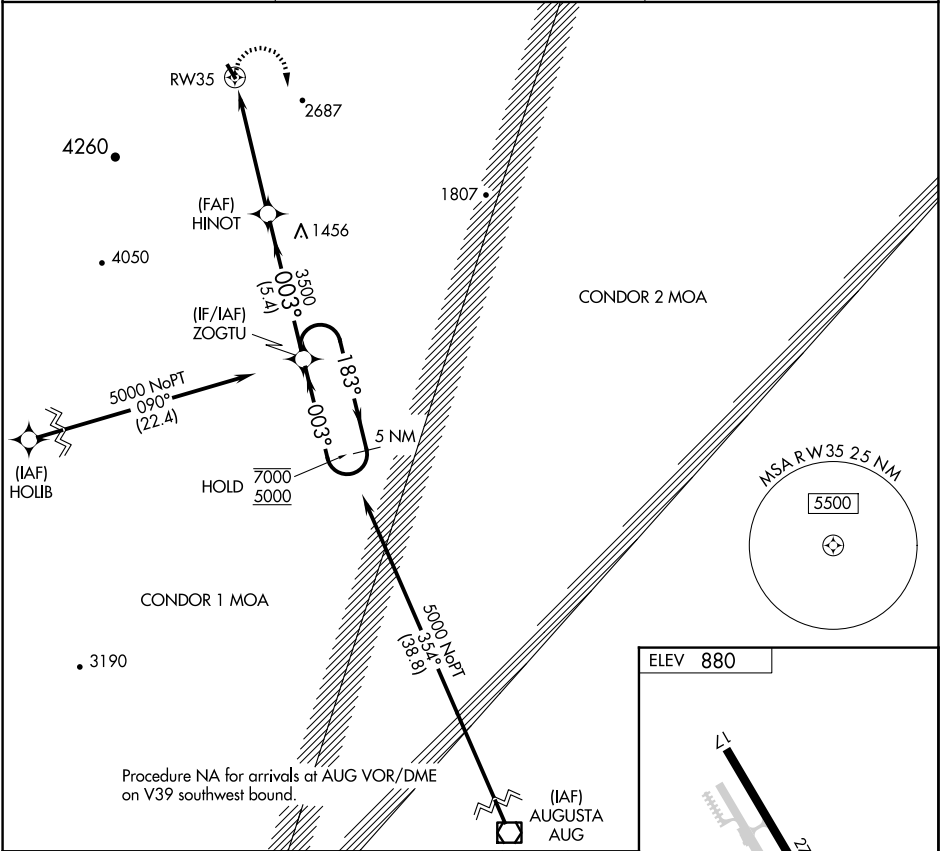 RW35
2687
4260
1807
(FAF)
HINOT
1456
4050
3500
003°
(5.4)
CONDOR 2 MOA
(IF/IAF)
ZOGTU
183°
5000 NoPT
090°
(22.4)
003°
5 NM
(IAF)
HOLIB
HOLD
7000
5000
MSA RW35 25 NM
5500
CONDOR 1 MOA
5000 NoPT
354°
(38.8)
3190
ELEV 880
17
Procedure NA for arrivals at AUG VOR/DME
on V39 southwest bound.
(IAF)
AUGUSTA
AUG